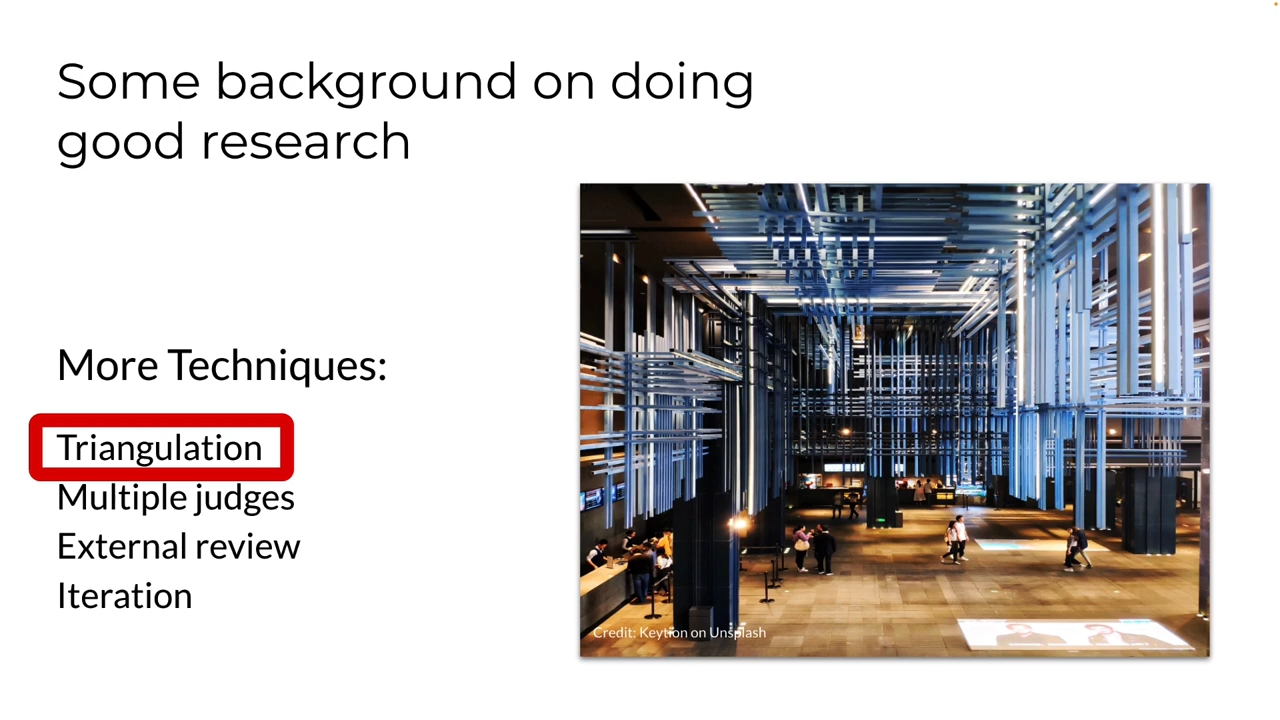 Some background on doing
good research
More Techniques:
Triangulation
Multiple judges
External review
Iteration
Credit: Keytion on Unsplash